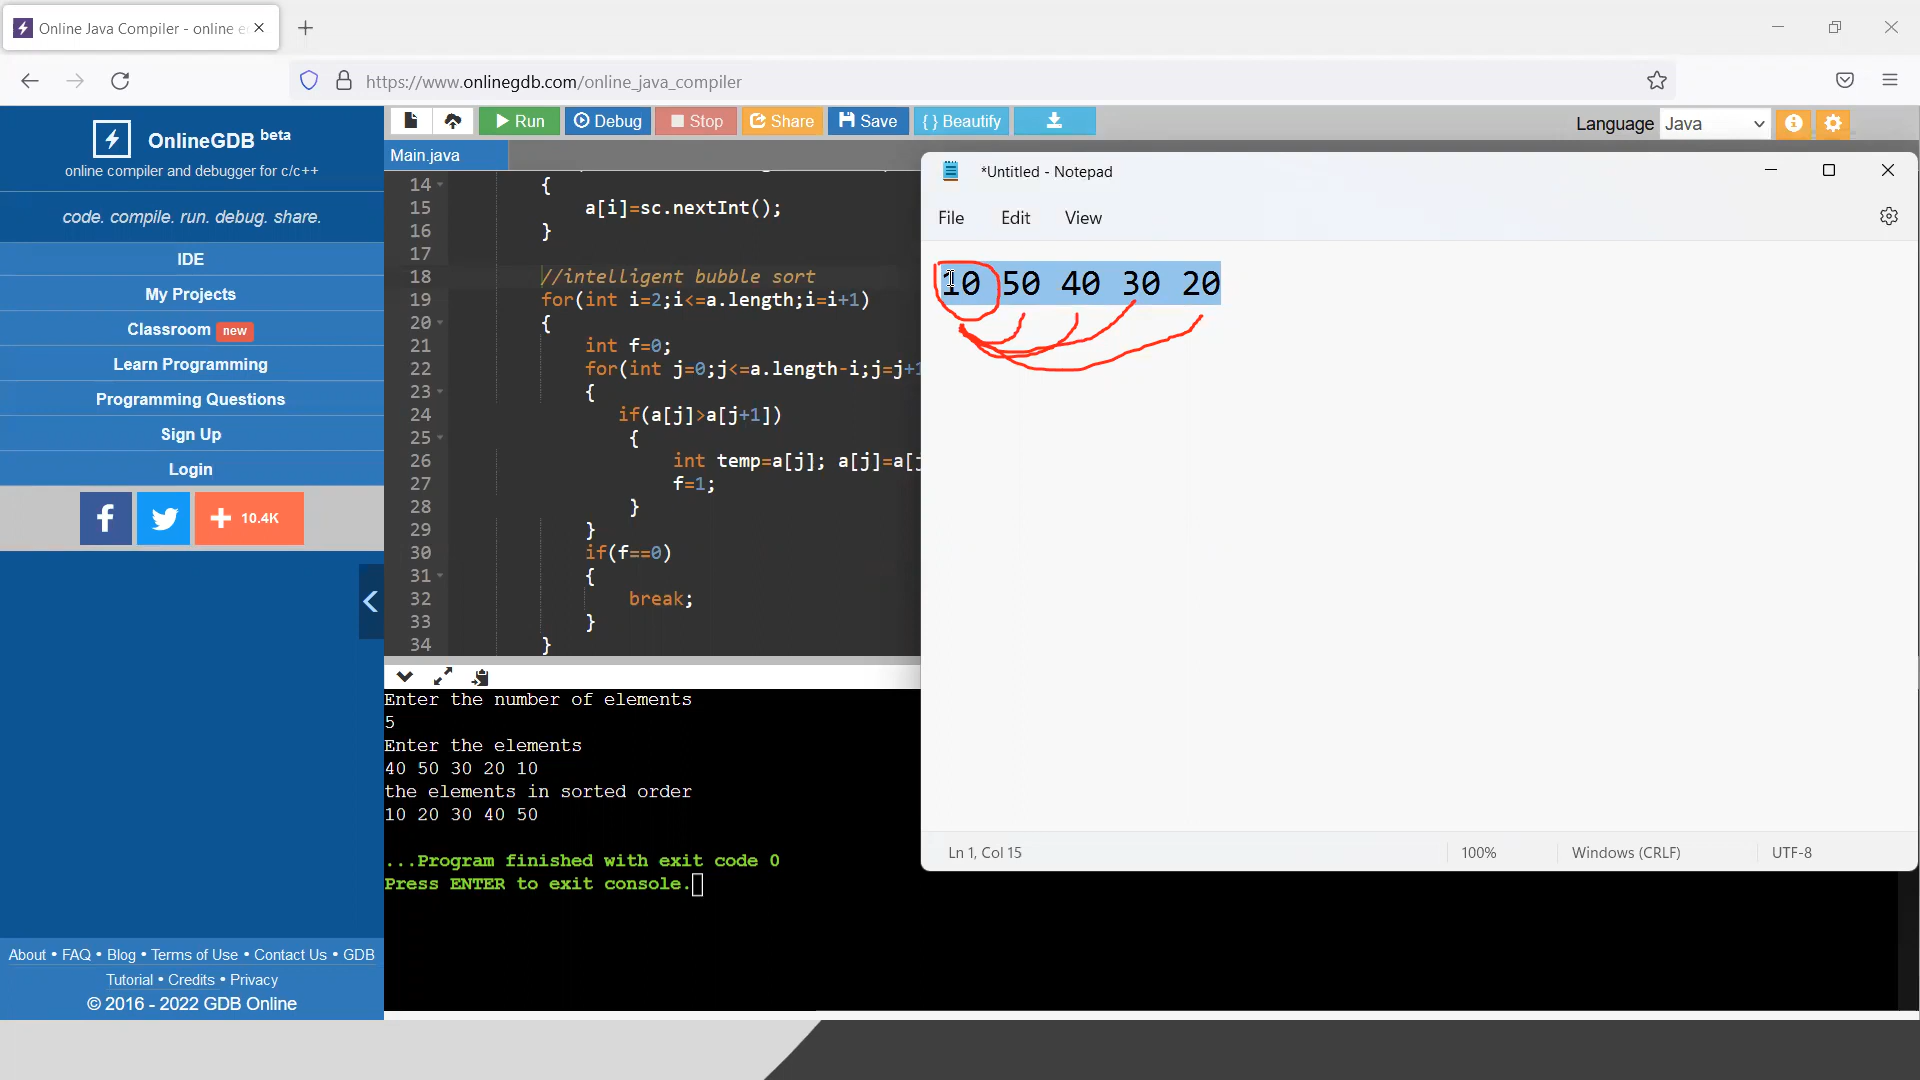 Online Java Compiler - online e
https://www.onlinegdb.com/online_java_compiler
OnlineGDB beta
online compiler and debugger for c/c++
code. compile. run. debug. share.
IDE
My Projects
Classroom new
Learn Programming
Programming Questions
Sign Up
Login
10.4K
About • FAQ • Blog • Terms of Use • Contact Us • GDB
Tutorial • Credits • Privacy
© 2016 - 2022 GDB Online
Run Debug Stop Share Save { } Beautify
Language Java
Main.java
14 {
15 a[i]=sc.nextInt();
16 }
17
18 //intelligent bubble sort
19 for(int i=2;i<=a.length;i=i+1)
20 {
21 int f=0;
22 for(int j=0;j<=a.length-i;j=j+1
23 {
24 if(a[j]>a[j+1])
25 {
26 int temp=a[j]; a[j]=a[j
27 f=1;
28 }
29 }
30 if(f==0)
31 {
32 break;
33 }
34 }
Enter the number of elements
5
Enter the elements
40 50 30 20 10
the elements in sorted order
10 20 30 40 50
...Program finished with exit code 0
Press ENTER to exit console.
*Untitled - Notepad
File Edit View
10 50 40 30 20
Ln 1, Col 15 100% Windows (CRLF) UTF-8